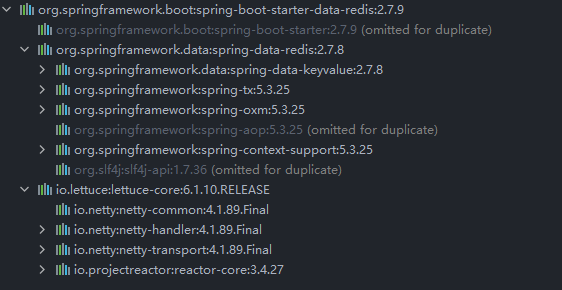 org.springframework.boot:spring-boot-starter-data-redis:2.7.9
org.springframework.boot:spring-boot-starter:2.7.9 (omitted for duplicate)
org.springframework.data:spring-data-redis:2.7.8
org.springframework.data:spring-data-keyvalue:2.7.8
org.springframework:spring-tx:5.3.25
org.springframework:spring-oxm:5.3.25
org.springframework:spring-aop:5.3.25 (omitted for duplicate)
org.springframework:spring-context-support:5.3.25
org.slf4j:slf4j-api:1.7.36 (omitted for duplicate)
io.lettuce:lettuce-core:6.1.10.RELEASE
io.netty:netty-common:4.1.89.Final
io.netty:netty-handler:4.1.89.Final
io.netty:netty-transport:4.1.89.Final
io.projectreactor:reactor-core:3.4.27